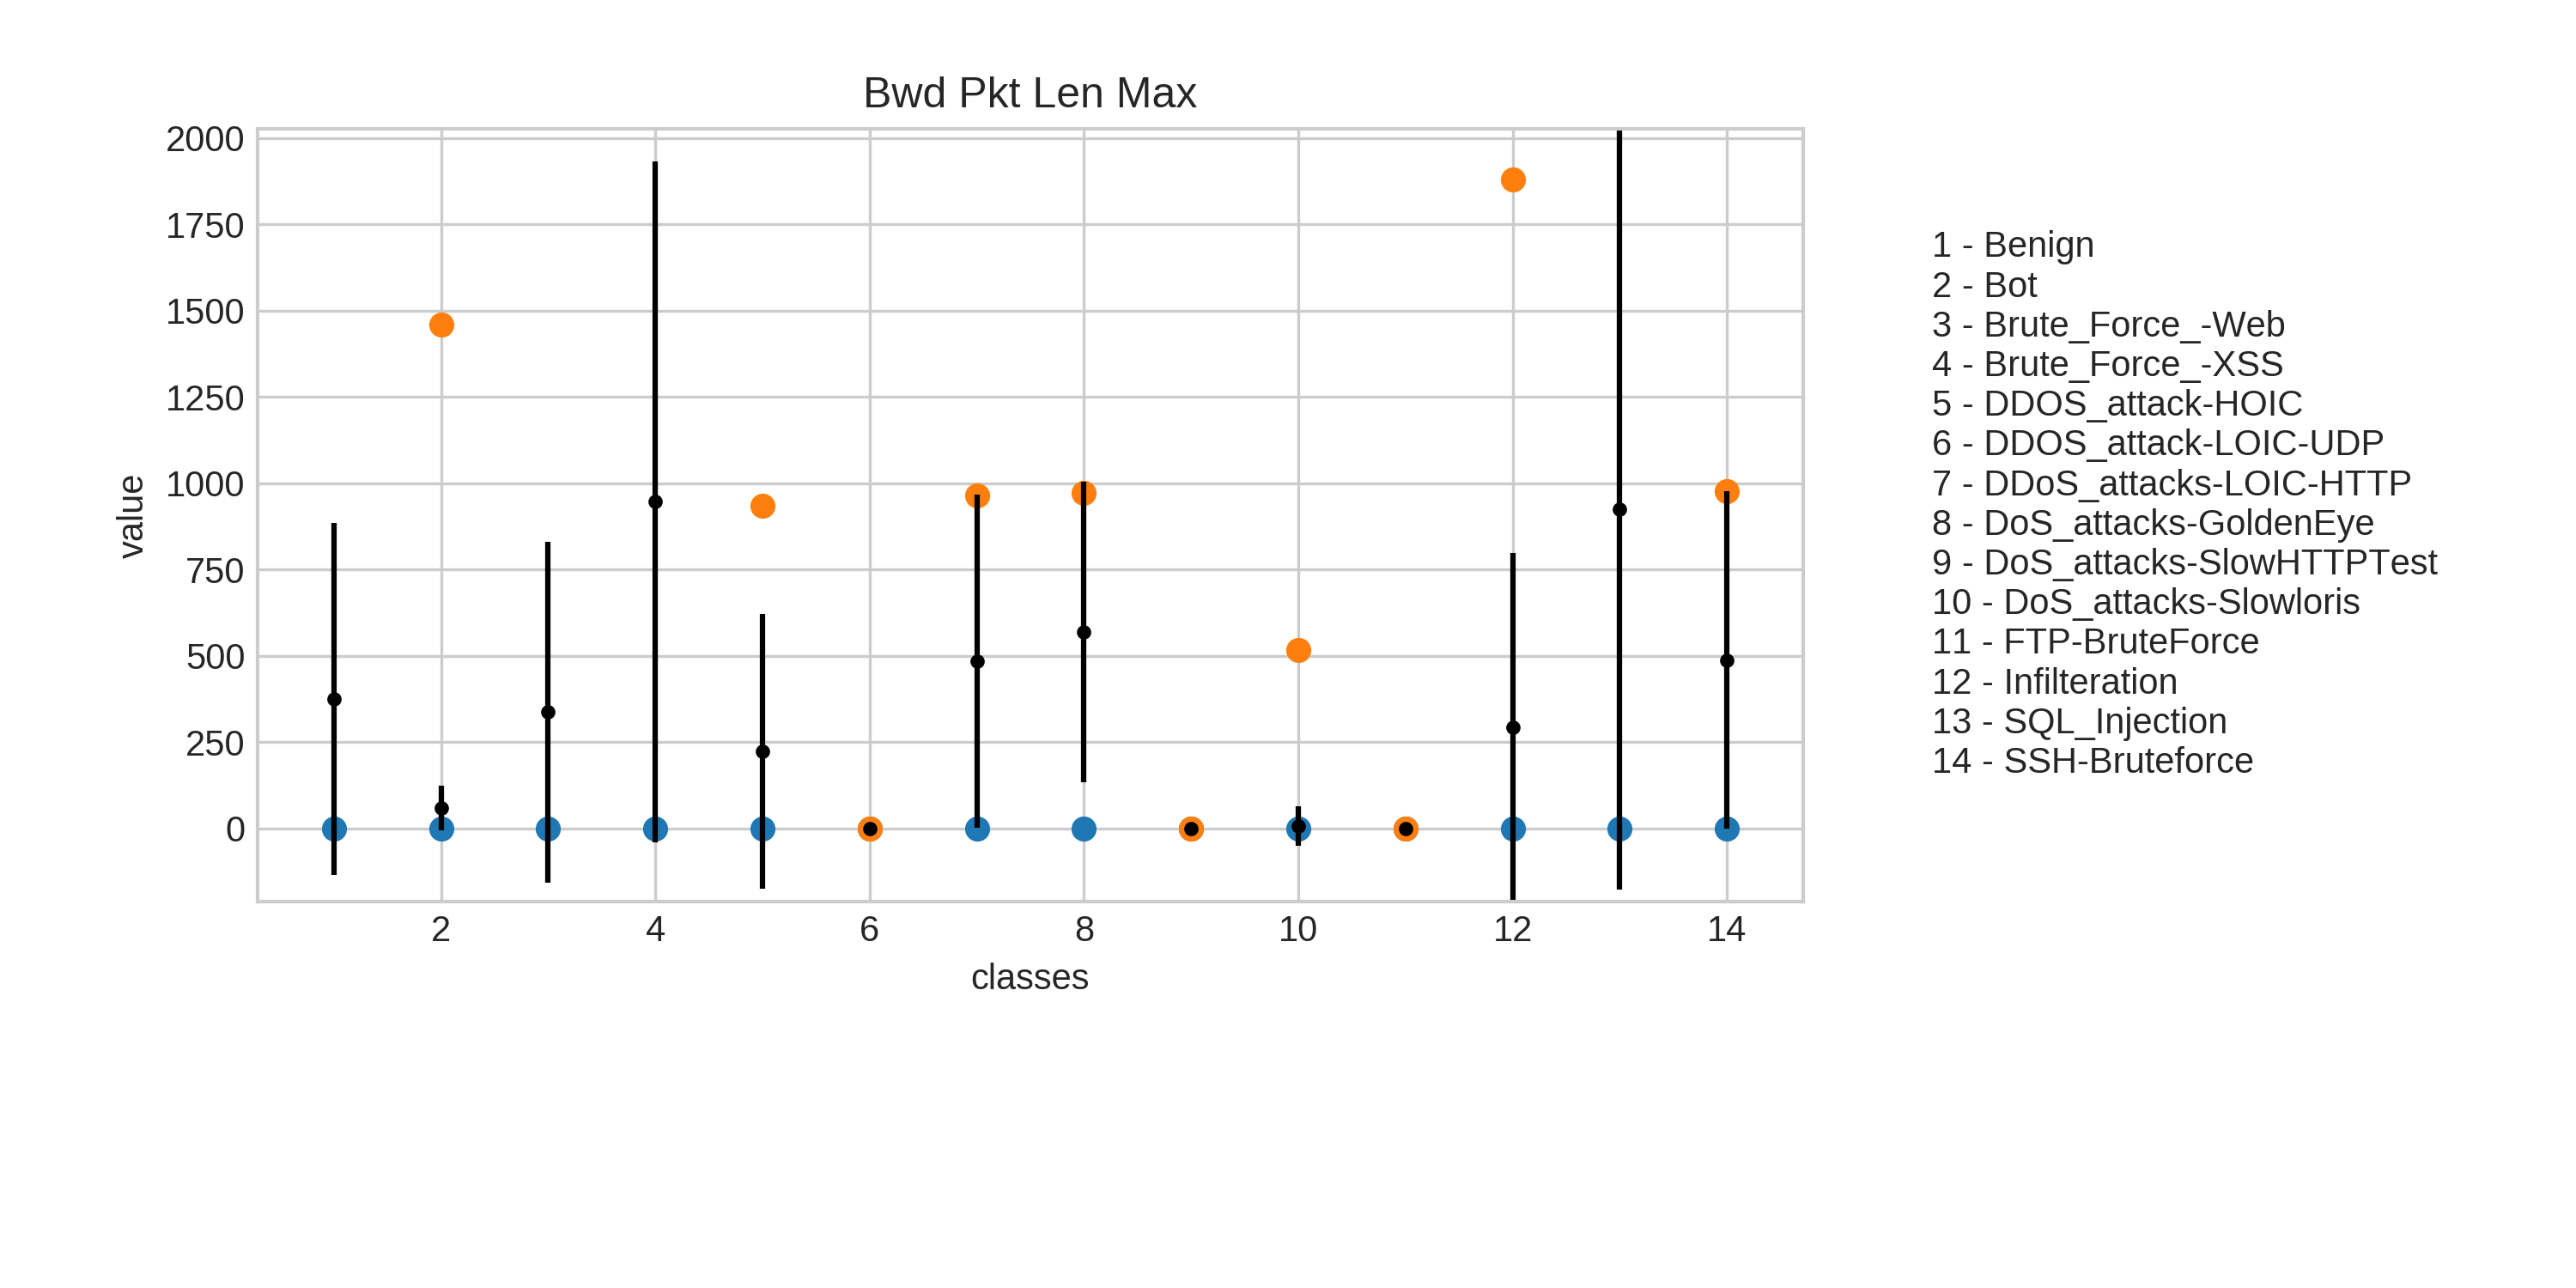 Bwd Pkt Len Max
2000
1750
1500
1250
1000
750
500
250
0
value
2 4 6 8 10 12 14
classes
1 - Benign
2 - Bot
3 - Brute_Force_-Web
4 - Brute_Force_-XSS
5 - DDOS_attack-HOIC
6 - DDOS_attack-LOIC-UDP
7 - DDoS_attacks-LOIC-HTTP
8 - DoS_attacks-GoldenEye
9 - DoS_attacks-SlowHTTPTest
10 - DoS_attacks-Slowloris
11 - FTP-BruteForce
12 - Infilteration
13 - SQL_Injection
14 - SSH-Bruteforce